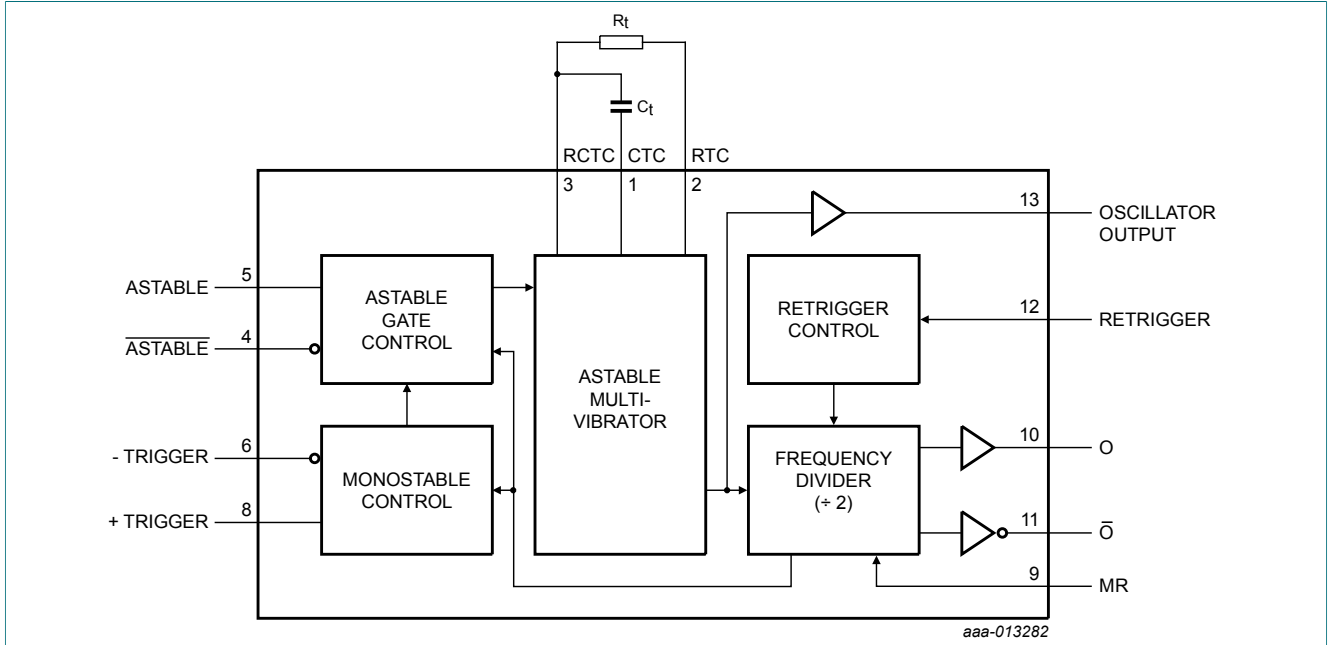 Rt
Ct
RCTC CTC RTC
3 1 2
13
OSCILLATOR
OUTPUT
5
ASTABLE
ASTABLE
GATE
CONTROL
RETRIGGER
CONTROL
12
RETRIGGER
4
A̅S̅T̅A̅B̅L̅E̅
ASTABLE
MULTI-
VIBRATOR
6
- TRIGGER
MONOSTABLE
CONTROL
8
+ TRIGGER
FREQUENCY
DIVIDER
(÷ 2)
10
O
11
O̅
9
MR
aaa-013282